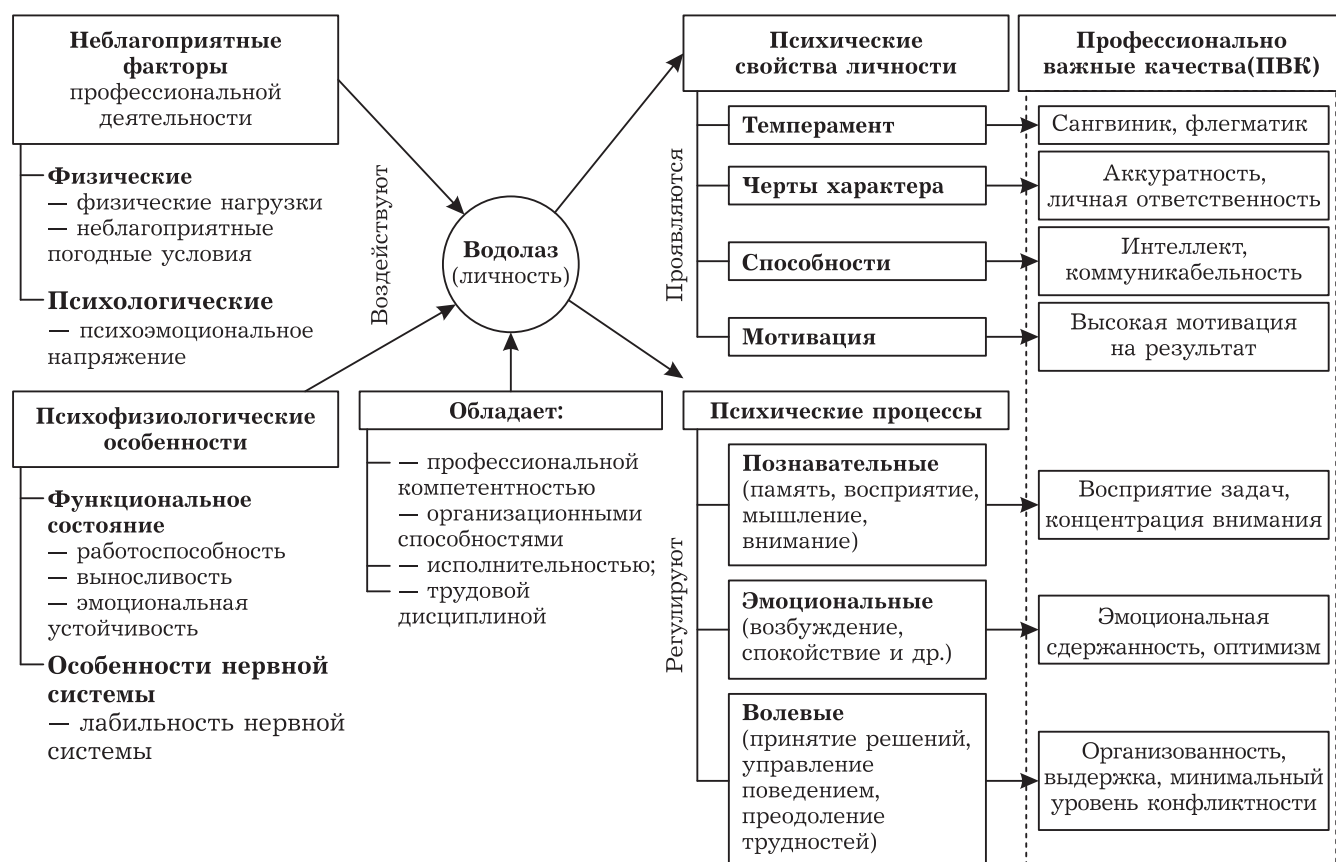 Неблагоприятные
факторы
профессиональной
деятельности
Физические
— физические нагрузки
— неблагоприятные
погодные условия
Психологические
— психоэмоциональное
напряжение
Воздействуют
Водолаз
(личность)
Психофизиологические
особенности
Функциональное
состояние
— работоспособность
— выносливость
— эмоциональная
устойчивость
Особенности нервной
системы
— лабильность нервной
системы
Обладает:
— профессиональной
компетентностью
— организационными
способностями
— исполнительностью;
— трудовой
дисциплиной
Психические
свойства личности
Проявляются
Темперамент
Черты характера
Способности
Мотивация
Профессионально
важные качества(ПВК)
Сангвиник, флегматик
Аккуратность,
личная ответственность
Интеллект,
коммуникабельность
Высокая мотивация
на результат
Психические процессы
Регулируют
Познавательные
(память, восприятие,
мышление,
внимание)
Восприятие задач,
концентрация внимания
Эмоциональные
(возбуждение,
спокойствие и др.)
Эмоциональная
сдержанность, оптимизм
Волевые
(принятие решений,
управление
поведением,
преодоление
трудностей)
Организованность,
выдержка, минимальный
уровень конфликтности